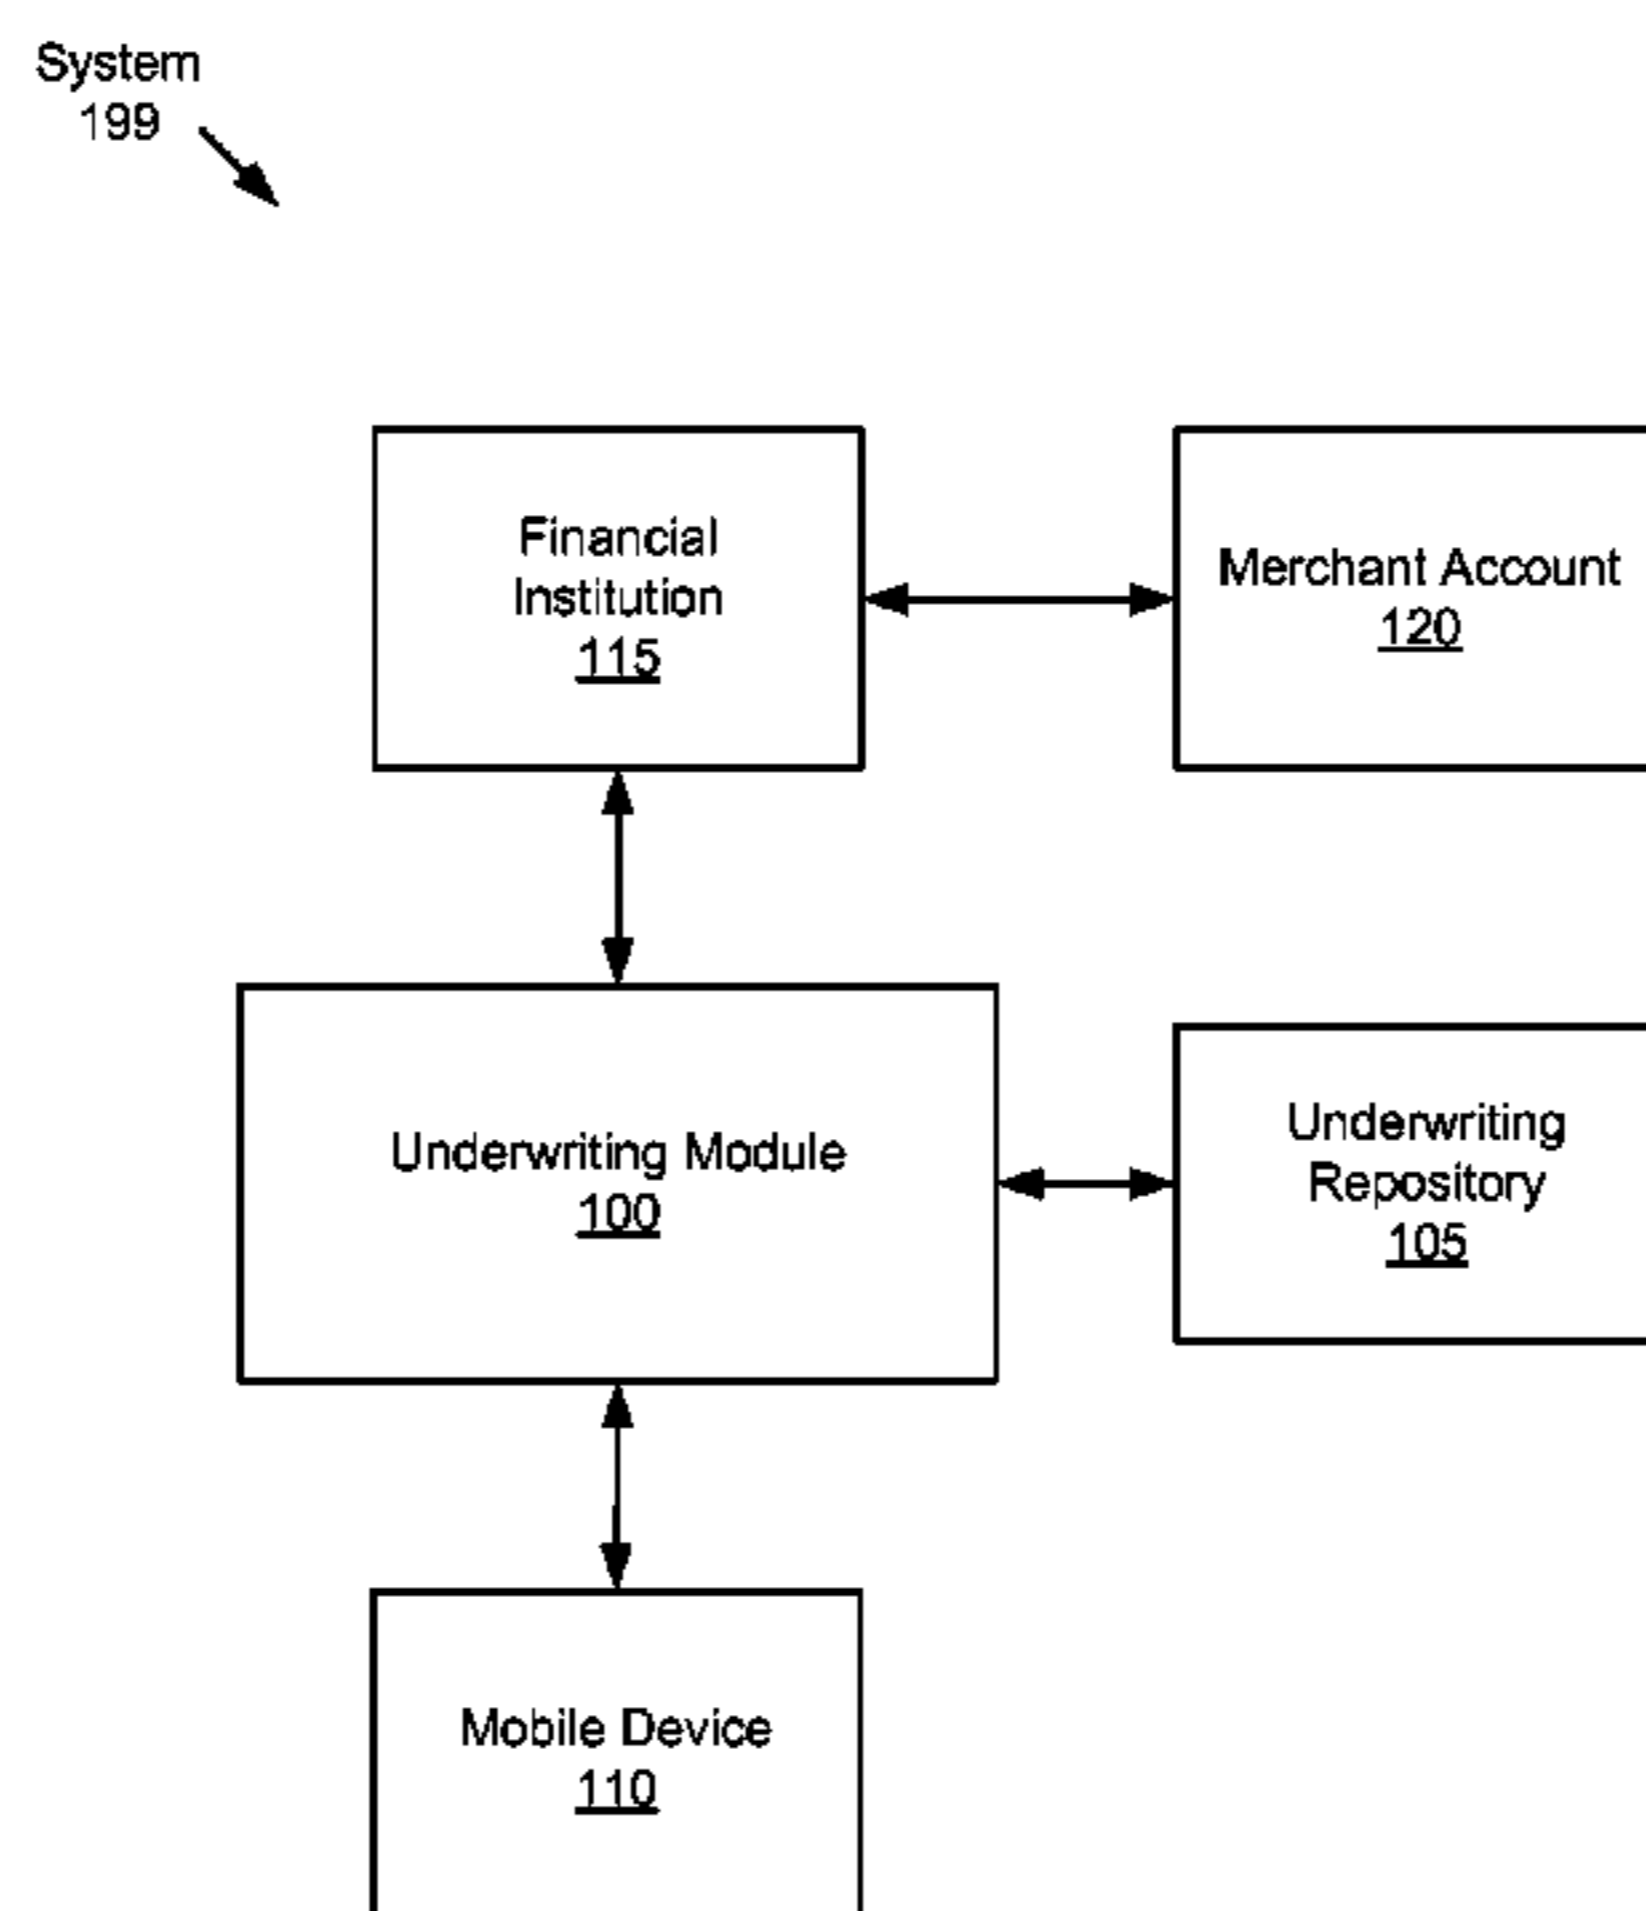 System
199
Financial
Institution
115
Merchant Account
120
Underwriting Module
100
Underwriting
Repository
105
Mobile Device
110